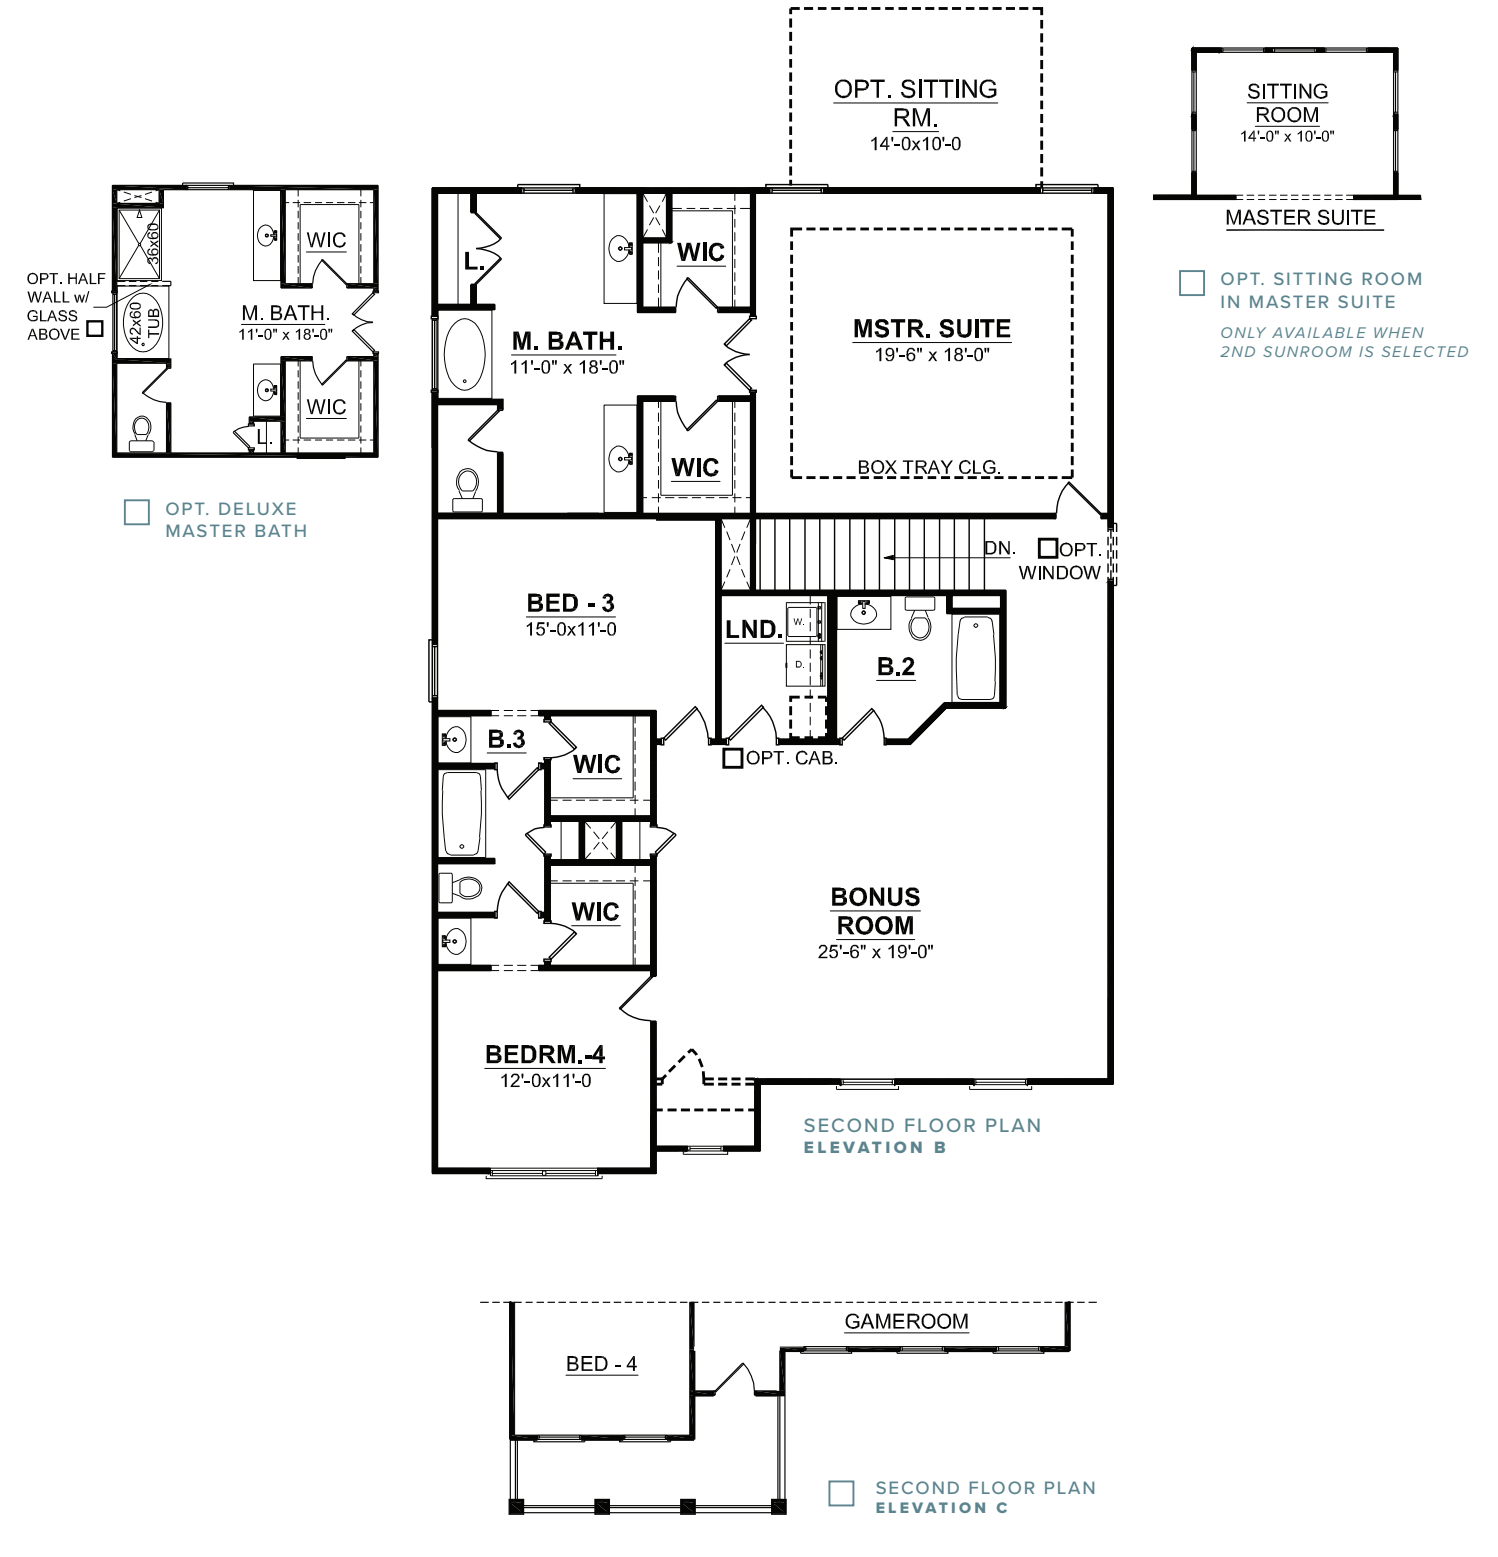 OPT. SITTING
RM.
14'-0x10'-0
SITTING
ROOM
14'-0" x 10'-0"
MASTER SUITE
OPT. SITTING ROOM
IN MASTER SUITE
ONLY AVAILABLE WHEN
2ND SUNROOM IS SELECTED
36x60
WIC
OPT. HALF
WALL w/
GLASS
ABOVE
42x60
TUB
M. BATH.
11'-0" x 18'-0"
WIC
L.
OPT. DELUXE
MASTER BATH
L.
WIC
M. BATH.
11'-0" x 18'-0"
WIC
MSTR. SUITE
19'-6" x 18'-0"
BOX TRAY CLG.
DN.
OPT.
WINDOW
BED - 3
15'-0x11'-0
LND.
W.
D.
B.2
OPT. CAB.
B.3
WIC
WIC
BONUS
ROOM
25'-6" x 19'-0"
BEDRM.-4
12'-0x11'-0
SECOND FLOOR PLAN
ELEVATION B
GAMEROOM
BED - 4
SECOND FLOOR PLAN
ELEVATION C